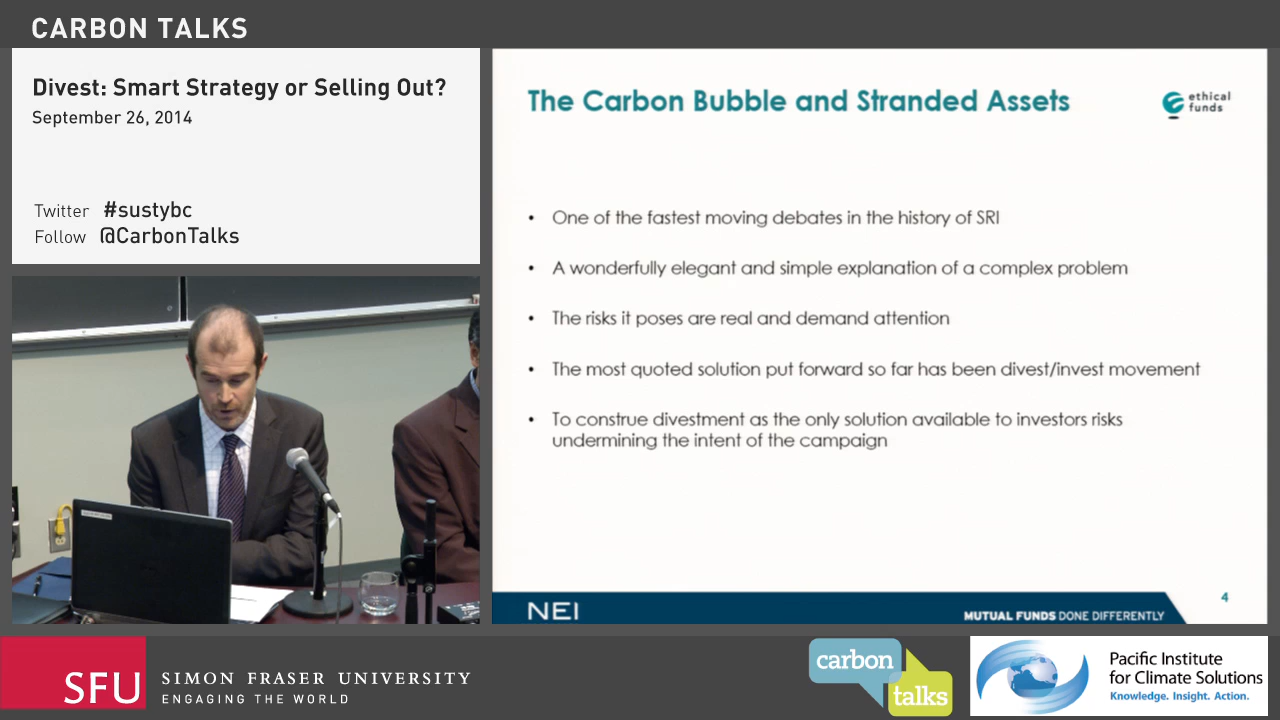 CARBON TALKS
Divest: Smart Strategy or Selling Out?
September 26, 2014
Twitter #sustybc
Follow @CarbonTalks
The Carbon Bubble and Stranded Assets
ethical
funds
• One of the fastest moving debates in the history of SRI
• A wonderfully elegant and simple explanation of a complex problem
• The risks it poses are real and demand attention
• The most quoted solution put forward so far has been divest/invest movement
• To construe divestment as the only solution available to investors risks
undermining the intent of the campaign
4
NEI
MUTUAL FUNDS DONE DIFFERENTLY
SFU
SIMON FRASER UNIVERSITY
ENGAGING THE WORLD
carbon
talks
Pacific Institute
for Climate Solutions
Knowledge. Insight. Action.